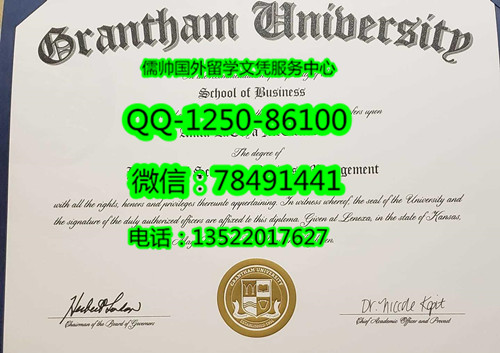 Grantham University
儒帅国外留学文凭服务中心
School of Business
upon
QQ-1250-86100
The degree of
Management
微信：78491441
with all the rights, honors and privileges thereunto appertaining. In witness whereof, the seal of the University and
the signature of the duly authorized officers are affixed to this diploma. Given at Lenexa, in the state of Kansas,
电话：13522017627
GRANTHAM UNIVERSITY
Chairman of the Board of Governors
Dr. Nicole
Chief Academic Officer and Provost